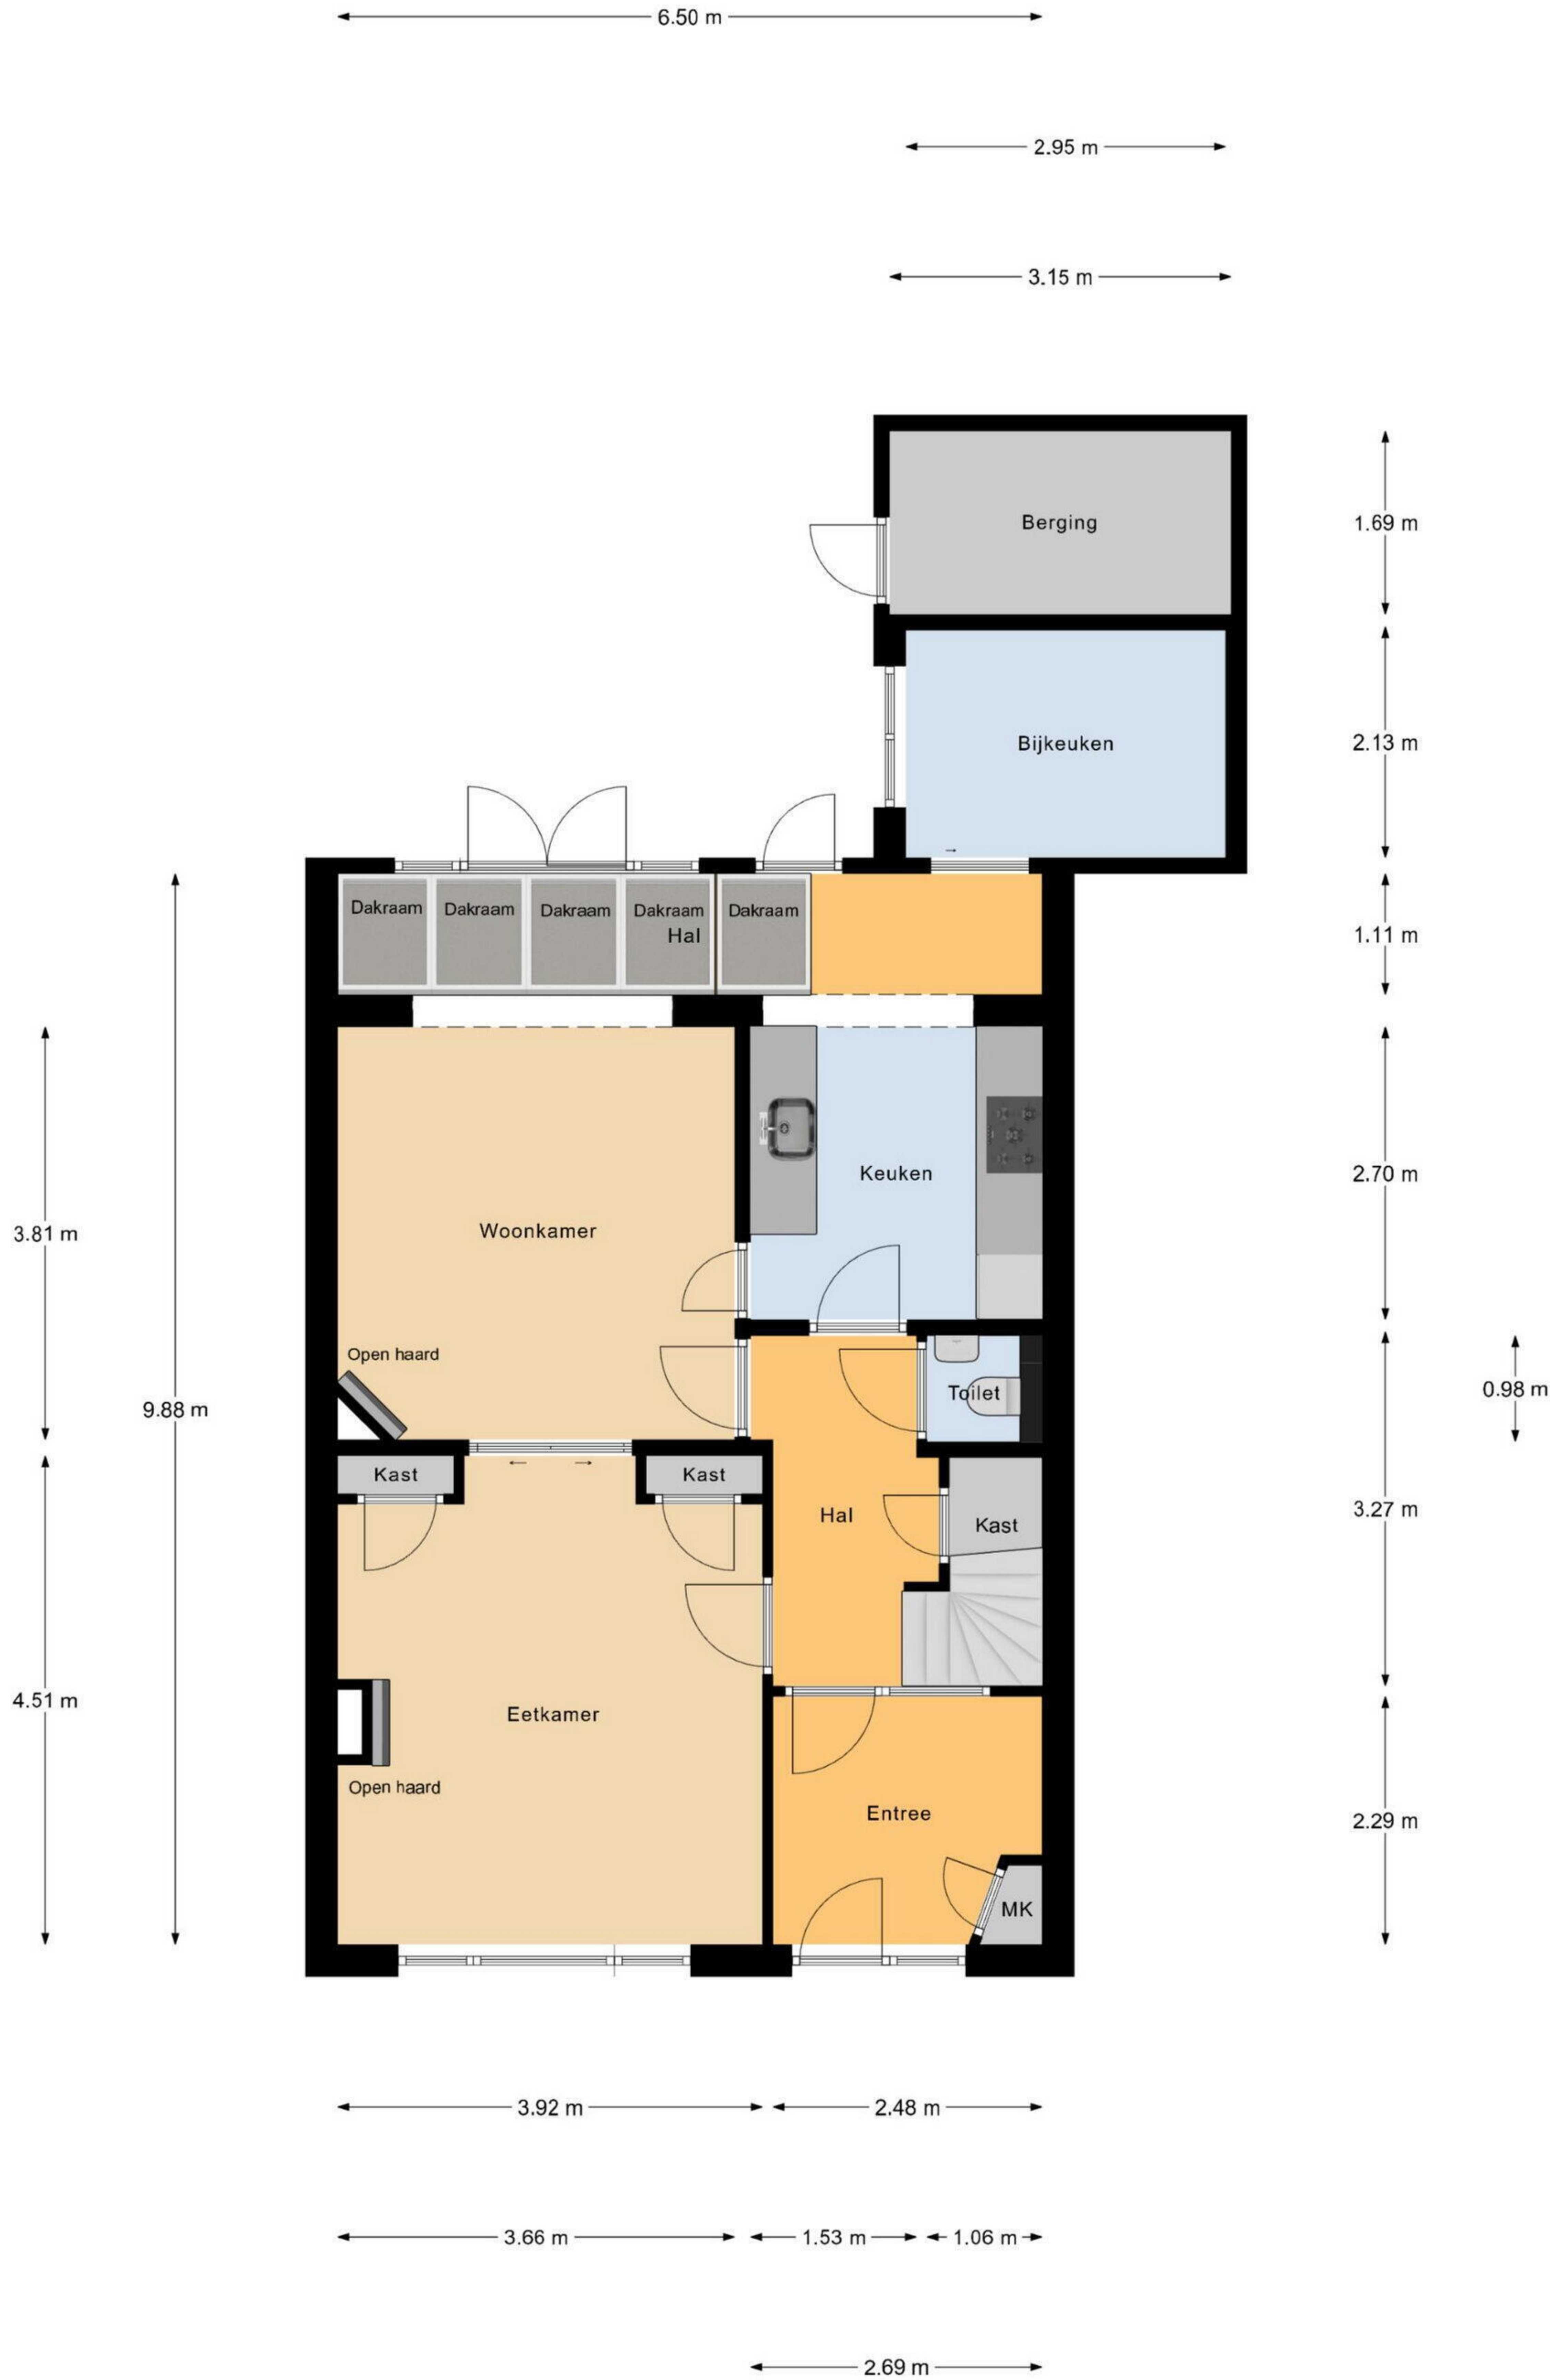 6.50 m
2.95 m
3.15 m
Berging
1.69 m
Bijkeuken
2.13 m
Dakraam
Dakraam
Dakraam
Dakraam
Dakraam
Hal
1.11 m
Keuken
2.70 m
Woonkamer
3.81 m
Open haard
Toilet
0.98 m
9.88 m
Kast
Kast
Hal
Kast
3.27 m
4.51 m
Eetkamer
Open haard
Entree
2.29 m
MK
3.92 m
2.48 m
3.66 m
1.53 m
1.06 m
2.69 m